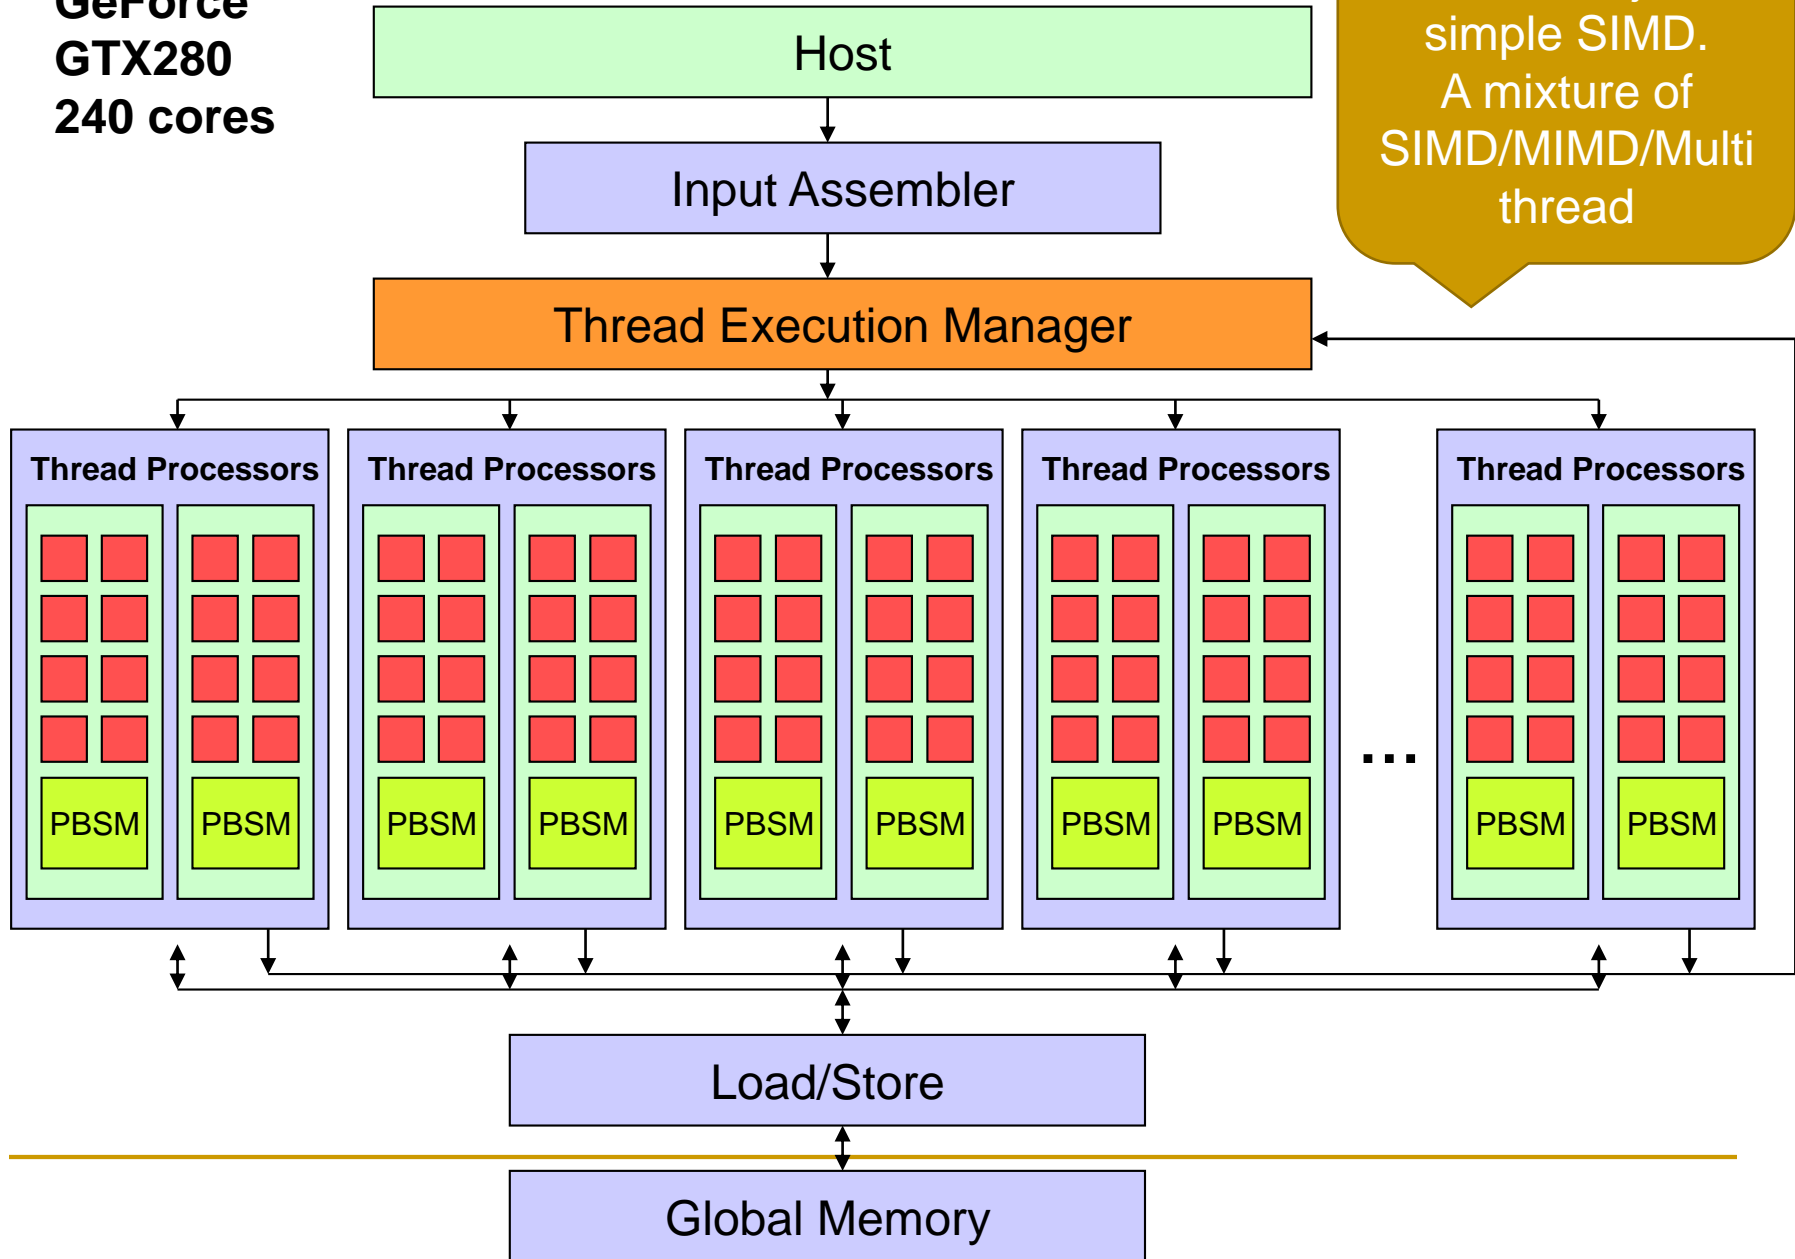 GeForce
GTX280
240 cores
Host
simple SIMD.
A mixture of
SIMD/MIMD/Multi
thread
Input Assembler
Thread Execution Manager
Thread Processors
Thread Processors
Thread Processors
Thread Processors
Thread Processors
...
PBSM
PBSM
PBSM
PBSM
PBSM
PBSM
PBSM
PBSM
PBSM
PBSM
Load/Store
Global Memory